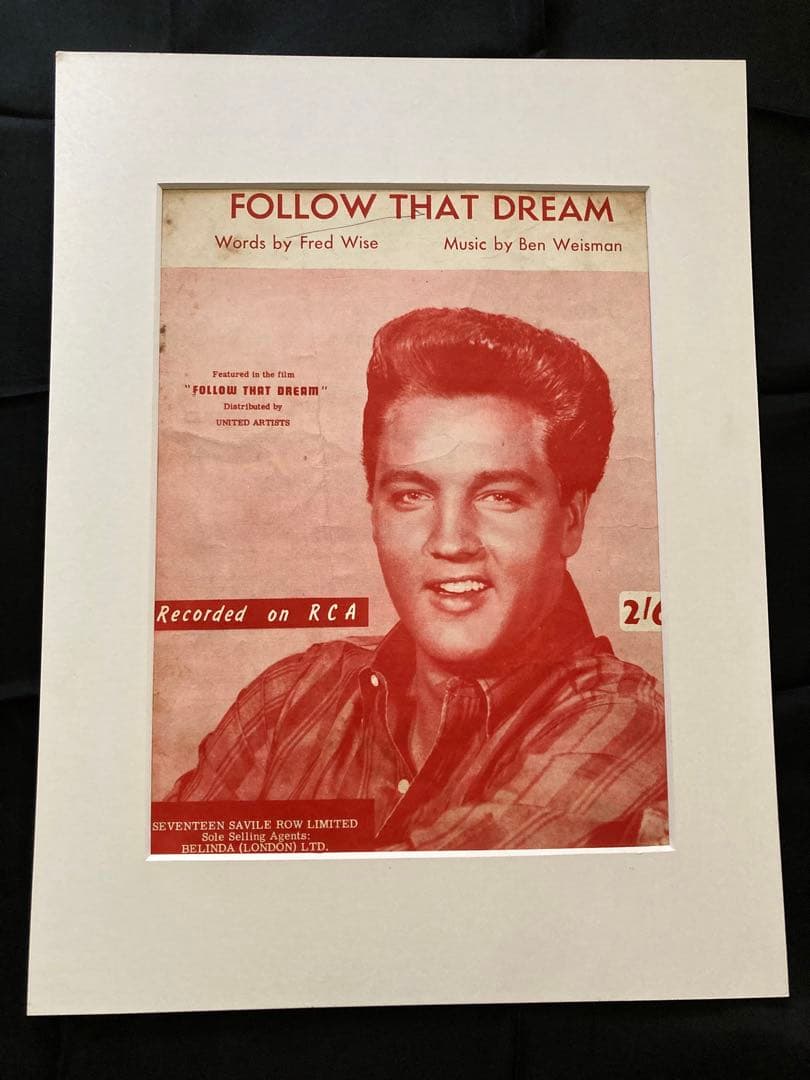 FOLLOW THAT DREAM
Words by Fred Wise Music by Ben Weisman
Featured in the film
"FOLLOW THAT DREAM"
Distributed by
UNITED ARTISTS
Recorded on RCA
2/6
SEVENTEEN SAVILE ROW LIMITED
Sole Selling Agents:
BELINDA (LONDON) LTD.